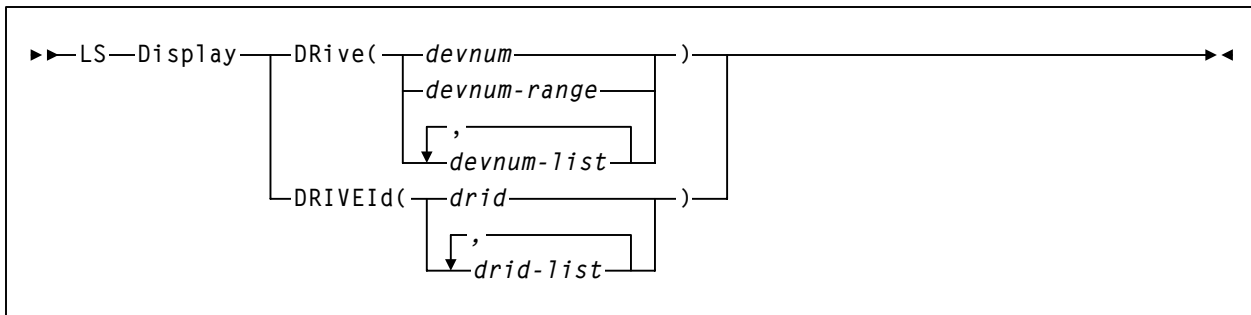 LS Display DRive( devnum )
devnum-range
,
devnum-list
DRIVEId( drid )
,
drid-list